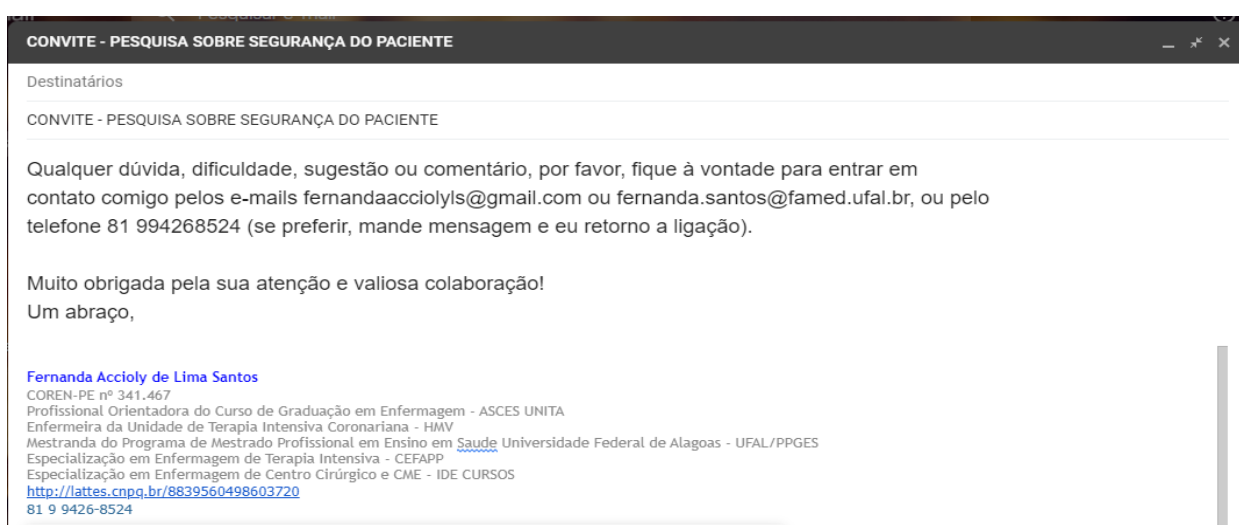 CONVITE - PESQUISA SOBRE SEGURANÇA DO PACIENTE
Destinatários
CONVITE - PESQUISA SOBRE SEGURANÇA DO PACIENTE
Qualquer dúvida, dificuldade, sugestão ou comentário, por favor, fique à vontade para entrar em
contato comigo pelos e-mails fernandaacciolyls@gmail.com ou fernanda.santos@famed.ufal.br, ou pelo
telefone 81 994268524 (se preferir, mande mensagem e eu retorno a ligação).
Muito obrigada pela sua atenção e valiosa colaboração!
Um abraço,
Fernanda Accioly de Lima Santos
COREN-PE nº 341.467
Profissional Orientadora do Curso de Graduação em Enfermagem - ASCES UNITA
Enfermeira da Unidade de Terapia Intensiva Coronariana - HMV
Mestranda do Programa de Mestrado Profissional em Ensino em Saude Universidade Federal de Alagoas - UFAL/PPGES
Especialização em Enfermagem de Terapia Intensiva - CEFAPP
Especialização em Enfermagem de Centro Cirúrgico e CME - IDE CURSOS
http://lattes.cnpq.br/8839560498603720
81 9 9426-8524